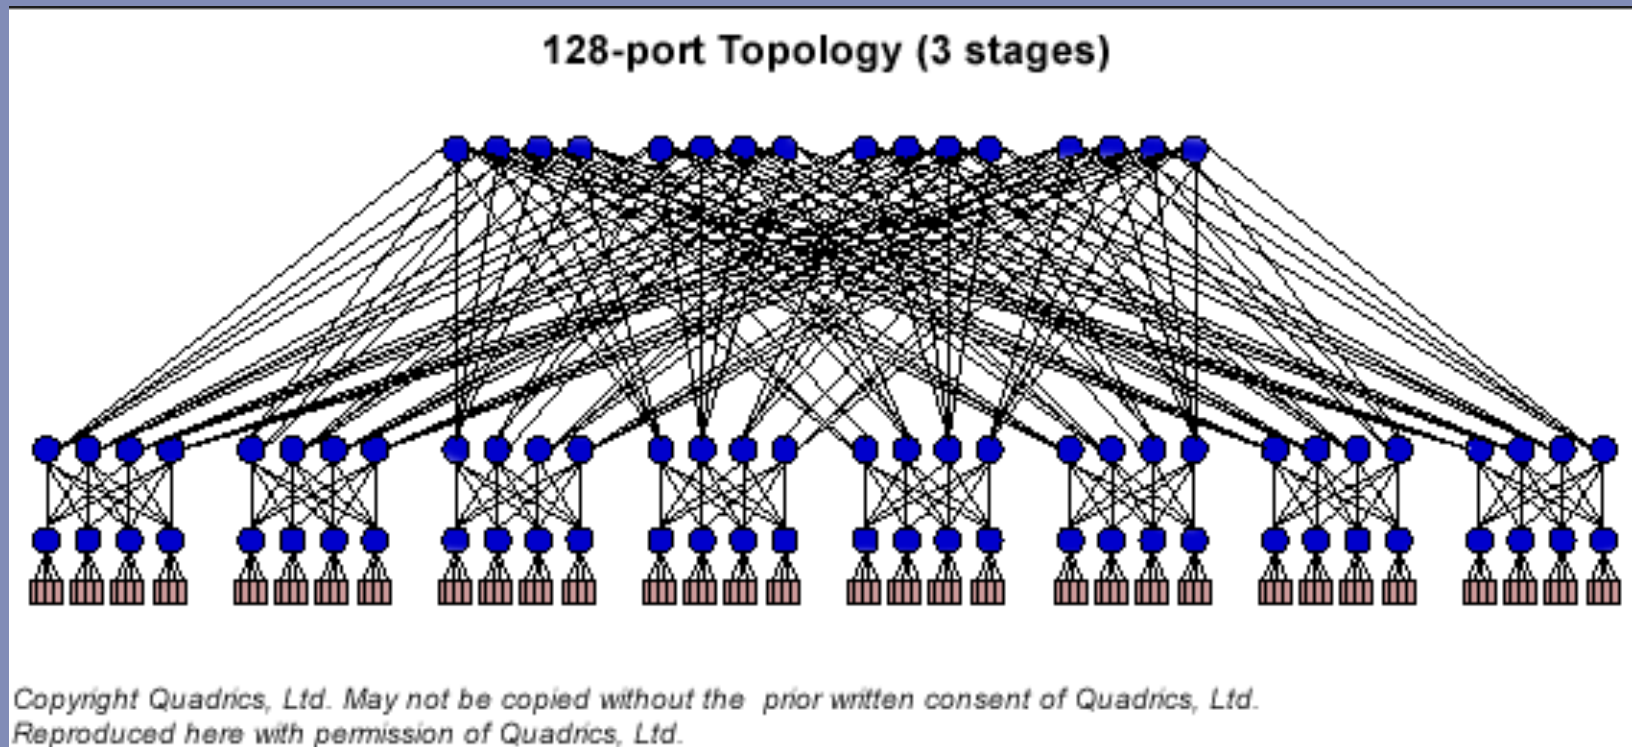 128-port Topology (3 stages)
Copyright Quadrics, Ltd. May not be copied without the  prior written consent of Quadrics, Ltd.
Reproduced here with permission of Quadrics, Ltd.